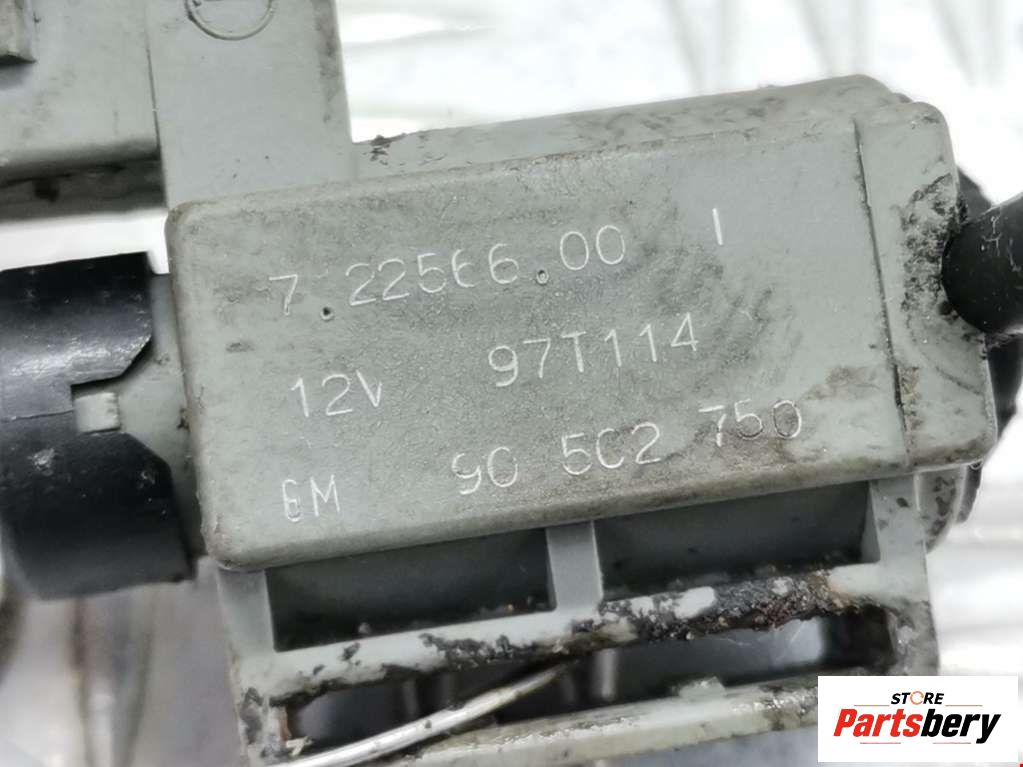 7.22566.00 I
12V 97T114
GM 90 502 750
STORE
Partsbery